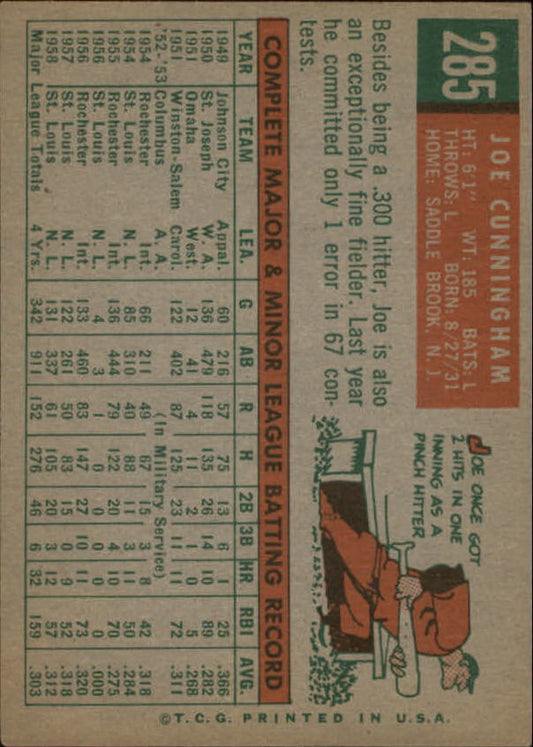 285
JOE CUNNINGHAM
HT: 6'1" WT: 185 BATS: L
THROWS: L BORN: 8/27/31
HOME: SADDLE BROOK, N. J.
Besides being a .300 hitter, Joe is also
an exceptionally fine fielder. Last year
he committed only 1 error in 67 con-
tests.
JOE ONCE GOT
2 HITS IN ONE
INNING AS A
PINCH HITTER
COMPLETE MAJOR & MINOR LEAGUE BATTING RECORD
YEAR TEAM LEA G AB R H 2B 3B HR RBI AVG.
1949 Johnson City Appal. 60 216 57 75 13 6 1 25 .366
1950 St. Joseph W. A. 136 479 118 135 26 14 10 89 .282
1951 Omaha West. 12 41 4 11 2 1 0 5 .268
1951 Winston-Salem Carol. 122 402 87 125 23 11 11 72 .311
'52-'53 Columbus A. A. (In Military Service)
1954 Rochester Int. 66 211 49 67 15 3 8 42 .318
1954 St. Louis N. L. 85 310 40 88 11 3 11 50 .284
1955 Rochester Int. 136 444 79 122 20 4 10 70 .275
1956 St. Louis N. L. 4 3 1 0 0 0 0 0 .000
1956 Rochester Int. 133 460 83 147 27 10 11 73 .320
1957 St. Louis N. L. 122 261 50 83 15 0 9 52 .318
1958 St. Louis N. L. 131 337 61 105 20 3 12 57 .312
Major League Totals 4 Yrs. 342 911 152 276 46 6 32 159 .303
©T.C.G. PRINTED IN U.S.A.